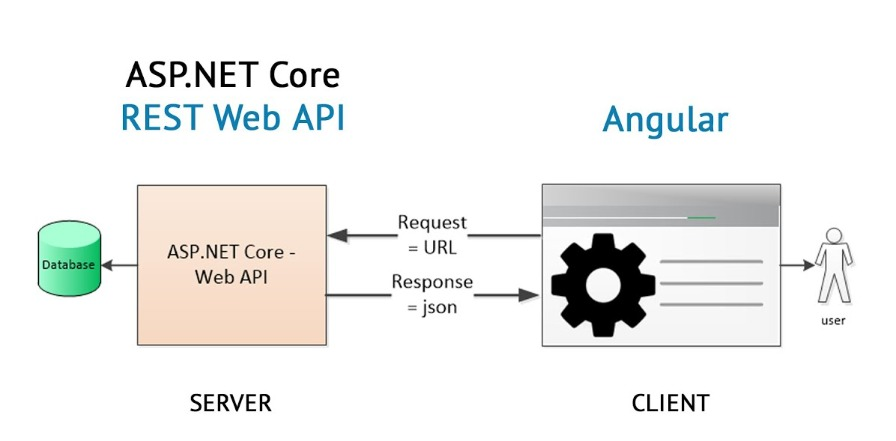 ASP.NET Core
REST Web API
Angular
Database
ASP.NET Core -
Web API
Request
= URL
Response
= json
user
SERVER
CLIENT